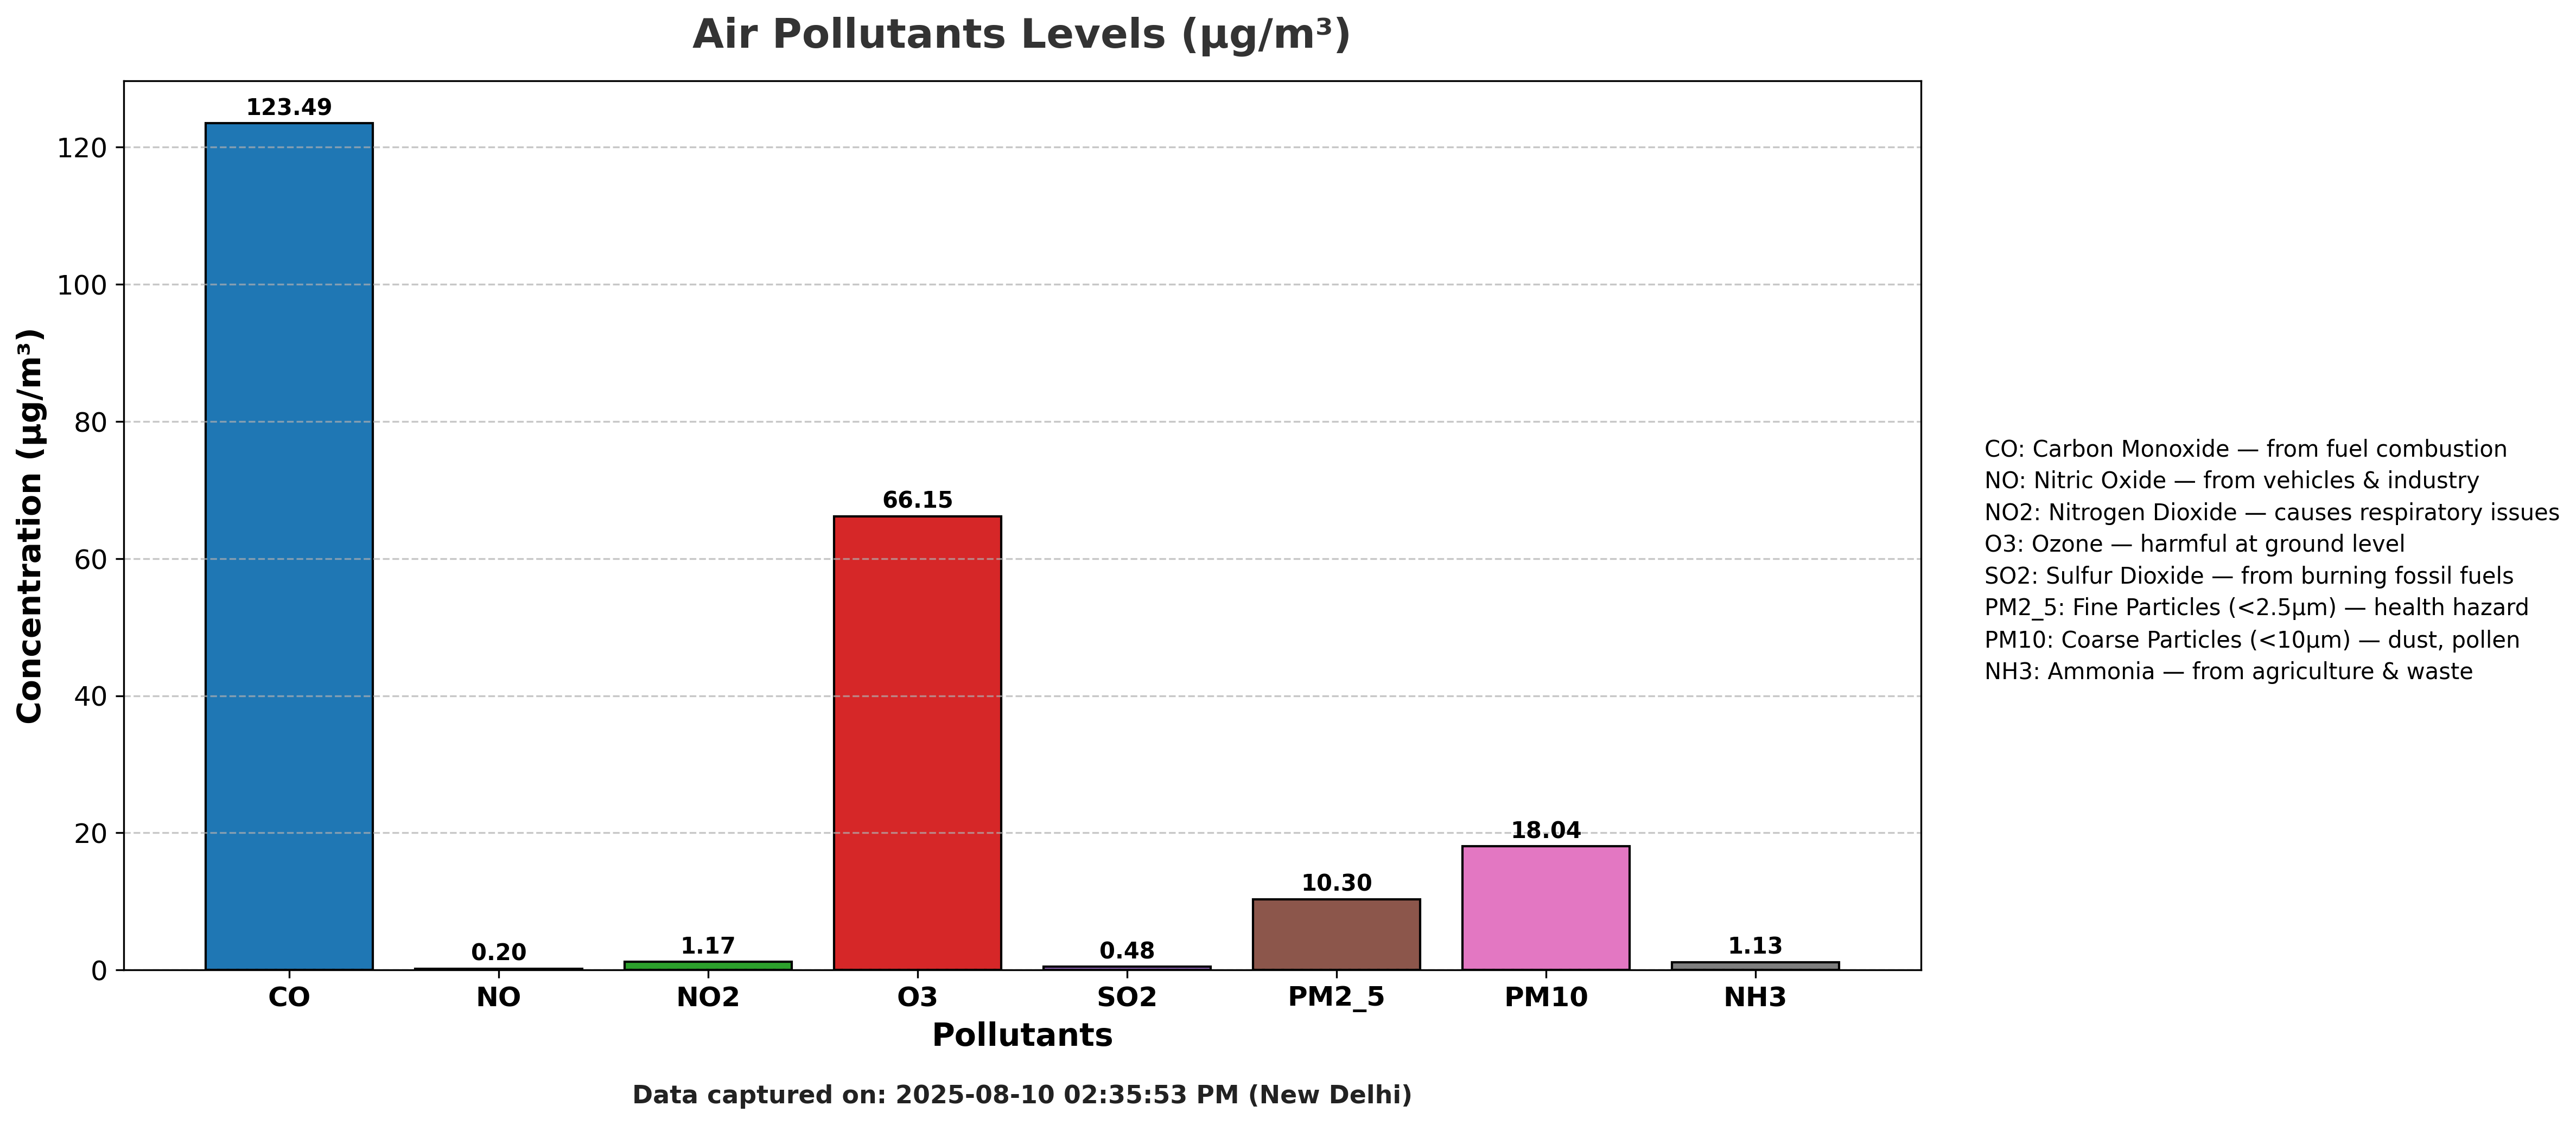 Air Pollutants Levels (µg/m³)
Concentration (µg/m³)
120
100
80
60
40
20
0
123.49
0.20
1.17
66.15
0.48
10.30
18.04
1.13
CO NO NO2 O3 SO2 PM2_5 PM10 NH3
Pollutants
Data captured on: 2025-08-10 02:35:53 PM (New Delhi)
CO: Carbon Monoxide — from fuel combustion
NO: Nitric Oxide — from vehicles & industry
NO2: Nitrogen Dioxide — causes respiratory issues
O3: Ozone — harmful at ground level
SO2: Sulfur Dioxide — from burning fossil fuels
PM2_5: Fine Particles (<2.5µm) — health hazard
PM10: Coarse Particles (<10µm) — dust, pollen
NH3: Ammonia — from agriculture & waste